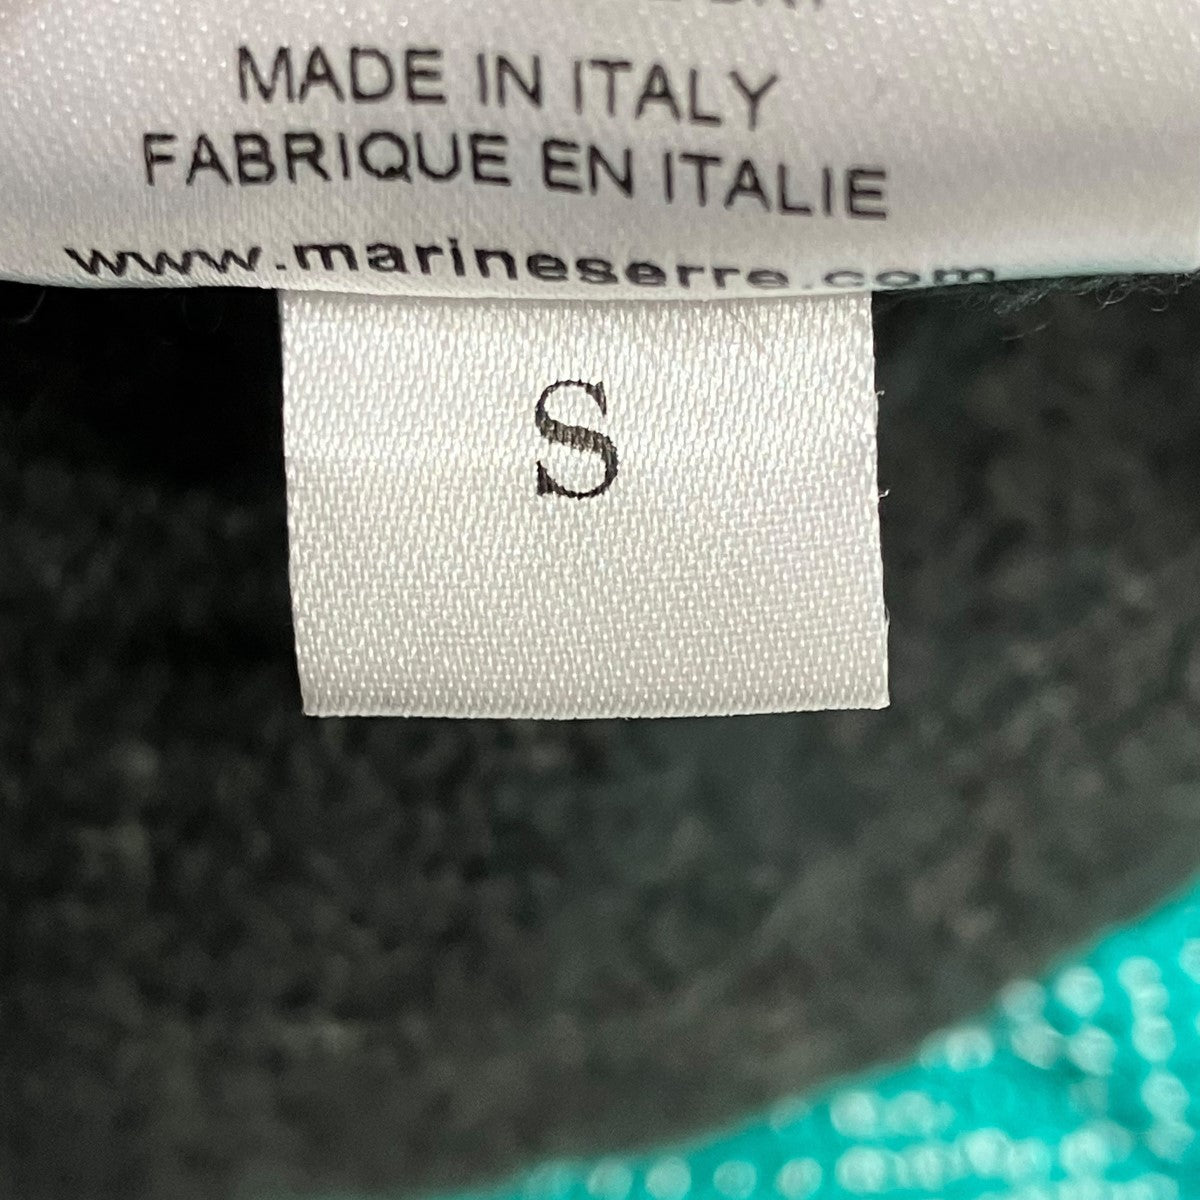 MADE IN ITALY
FABRIQUE EN ITALIE
www.marineserre.com
S